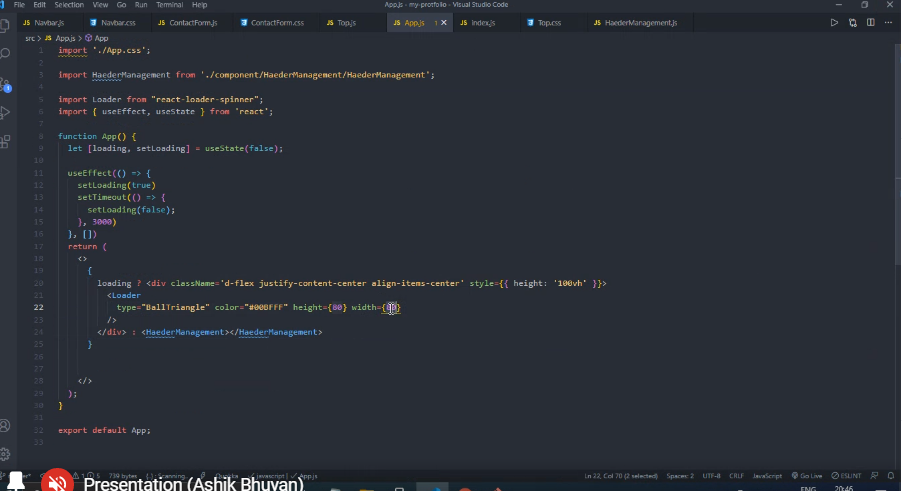 File Edit Selection View Go Run Terminal Help
App.js - my-protfolio - Visual Studio Code
Navbar.js Navbar.css ContactForm.js ContactForm.css Top.js App.js 1 index.js Top.css HaederManagement.js
src > App.js > App
1 import './App.css';
2
3 import HaederManagement from './component/HaederManagement/HaederManagement';
4
5 import Loader from "react-loader-spinner";
6 import { useEffect, useState } from 'react';
7
8 function App() {
9 let [loading, setLoading] = useState(false);
10
11 useEffect(() => {
12 setLoading(true)
13 setTimeout(() => {
14 setLoading(false);
15 }, 3000)
16 }, [])
17 return (
18 <>
19 {
20 loading ? <div className='d-flex justify-content-center align-items-center' style={{ height: '100vh' }}>
21 <Loader
22 type="BallTriangle" color="#00BFFF" height={80} width={80}
23 />
24 </div> : <HaederManagement></HaederManagement>
25 }
26
27
28 </>
29 );
30 }
31
32 export default App;
33
1 5 739 bytes Scanning Quokka javascript App.js
Ln 22, Col 70 (2 selected) Spaces: 2 UTF-8 CRLF JavaScript Go Live ESLINT
Presentation (Ashik Bhuyan)
ENG 20:46